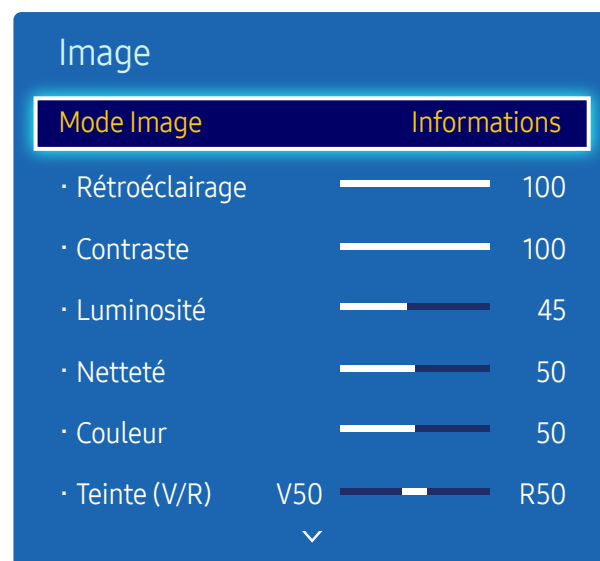 Image
Mode Image Informations
· Rétroéclairage 100
· Contraste 100
· Luminosité 45
· Netteté 50
· Couleur 50
· Teinte (V/R) V50 R50